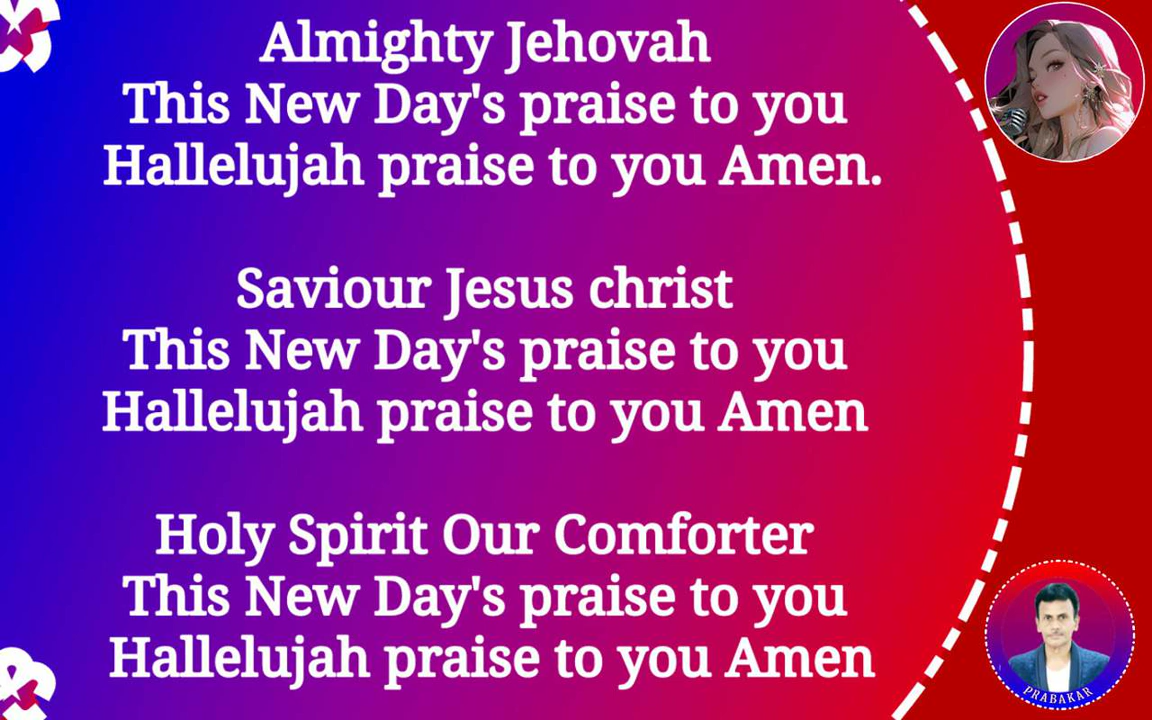 Almighty Jehovah
This New Day's praise to you
Hallelujah praise to you Amen.
Saviour Jesus christ
This New Day's praise to you
Hallelujah praise to you Amen
Holy Spirit Our Comforter
This New Day's praise to you
Hallelujah praise to you Amen
PRABAKAR